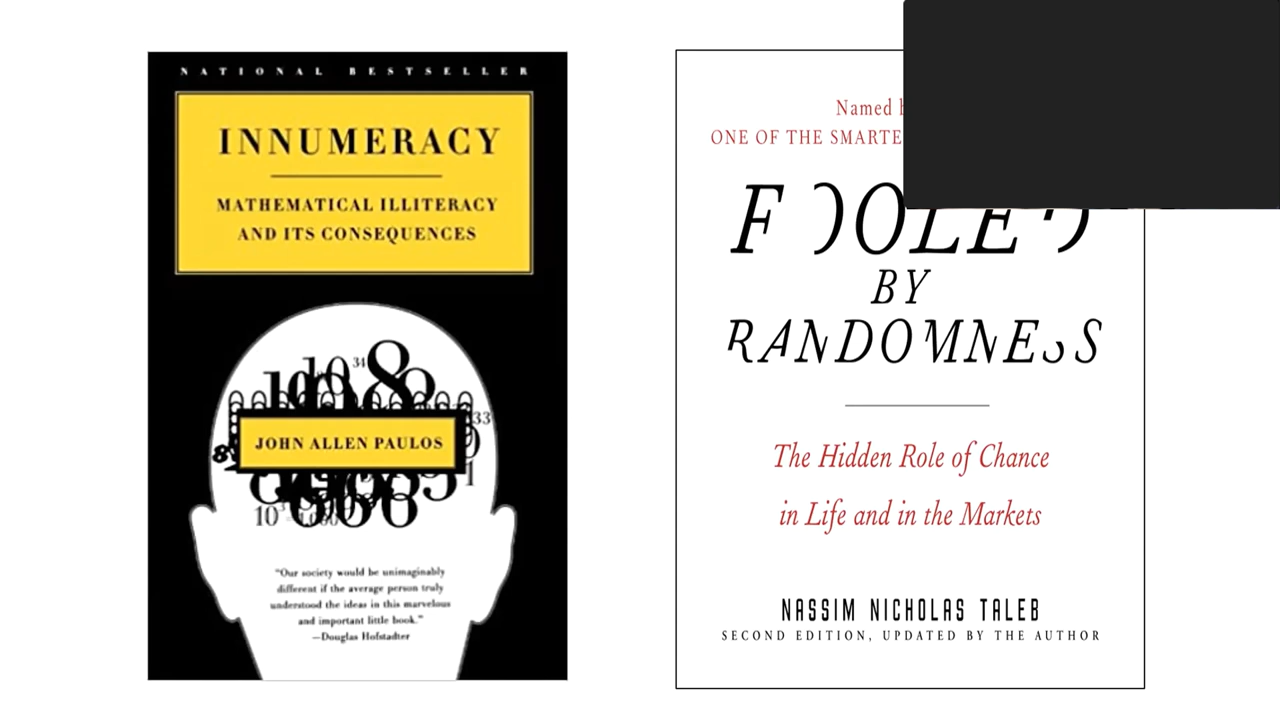 NATIONAL BESTSELLER
INNUMERACY
MATHEMATICAL ILLITERACY
AND ITS CONSEQUENCES
JOHN ALLEN PAULOS
"Our society would be unimaginably
different if the average person truly
understood the ideas in this marvelous
and important little book."
—Douglas Hofstadter
Named
ONE OF THE
FOOLED
BY
RANDOMNESS
The Hidden Role of Chance
in Life and in the Markets
NASSIM NICHOLAS TALEB
SECOND EDITION, UPDATED BY THE AUTHOR